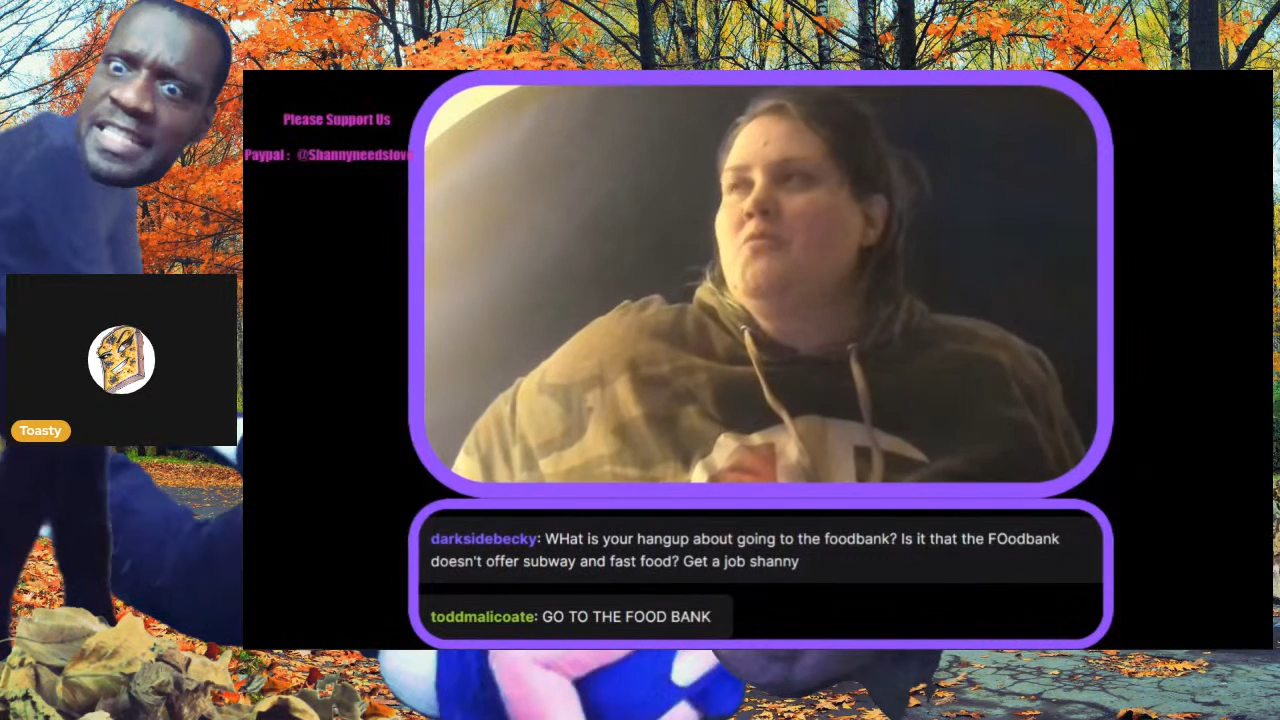 Please Support Us
Paypal : @Shannyneedslove
darksidebecky: WHat is your hangup about going to the foodbank? Is it that the FOodbank
doesn't offer subway and fast food? Get a job shanny
toddmalicoate: GO TO THE FOOD BANK
Toasty